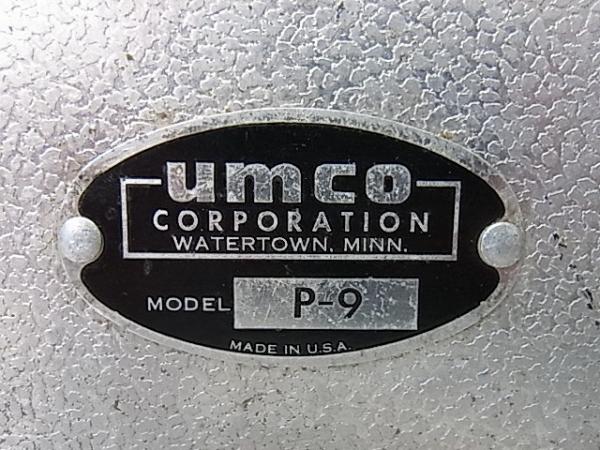 umco
CORPORATION
WATERTOWN, MINN.
MODEL P-9
MADE IN U.S.A.